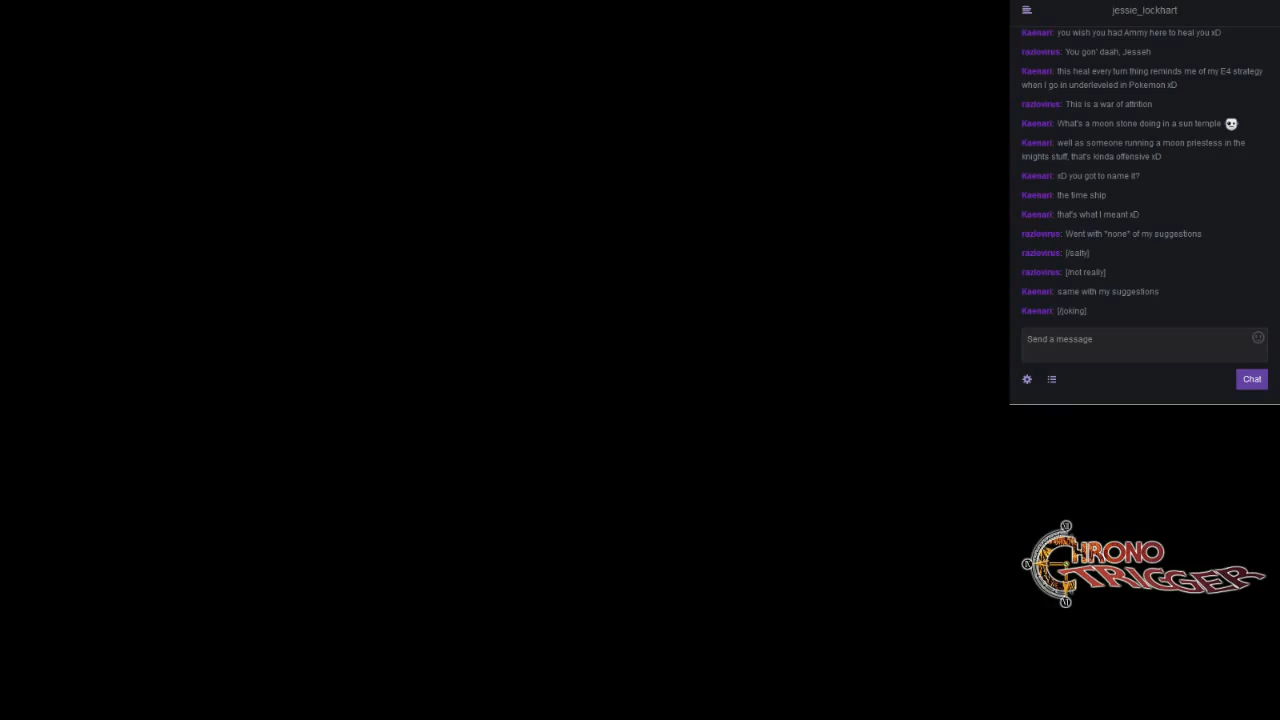 jessie_lockhart
Kaenari: you wish you had Ammy here to heal you xD
razlovirus: You gon' daah, Jesseh
Kaenari: this heal every turn thing reminds me of my E4 strategy
when I go in underleveled in Pokemon xD
razlovirus: This is a war of attrition
Kaenari: What's a moon stone doing in a sun temple
Kaenari: well as someone running a moon priestess in the
knights stuff, that's kinda offensive xD
Kaenari: xD you got to name it?
Kaenari: the time ship
Kaenari: that's what I meant xD
razlovirus: Went with "none" of my suggestions
razlovirus: [/salty]
razlovirus: [/not really]
Kaenari: same with my suggestions
Kaenari: [/joking]
Send a message
Chat
CHRONO
TRIGGER